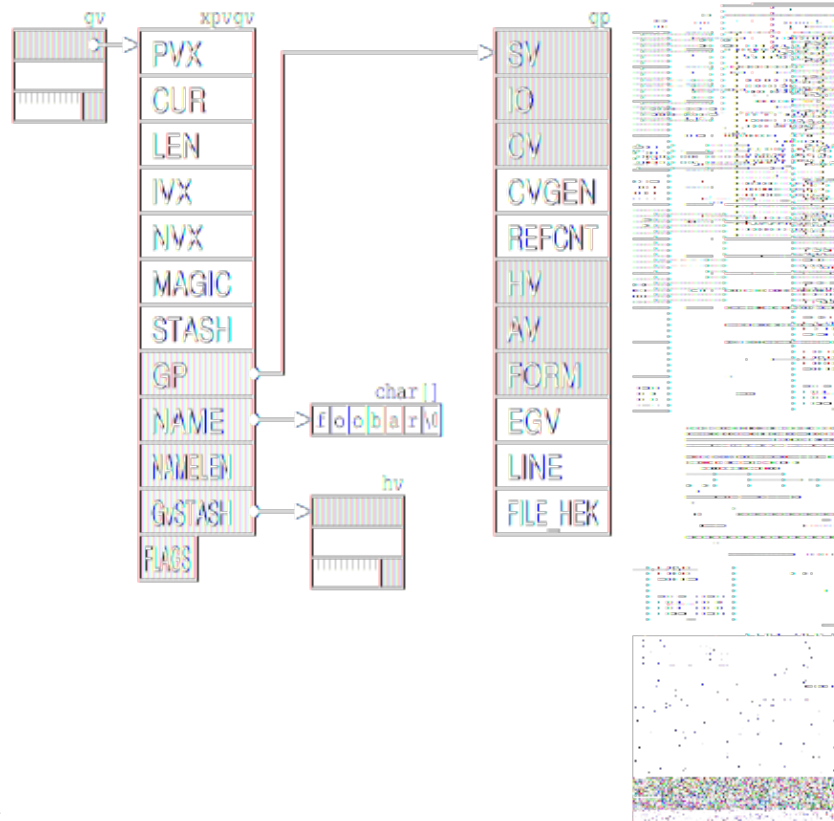 gv
xpvgv
gp
PVX
CUR
LEN
IVX
NVX
MAGIC
STASH
GP
NAME
NAMELEN
GvSTASH
FLAGS
char[]
foobar\0
hv
SV
IO
CV
CVGEN
REFCNT
HV
AV
FORM
EGV
LINE
FILE_HEK